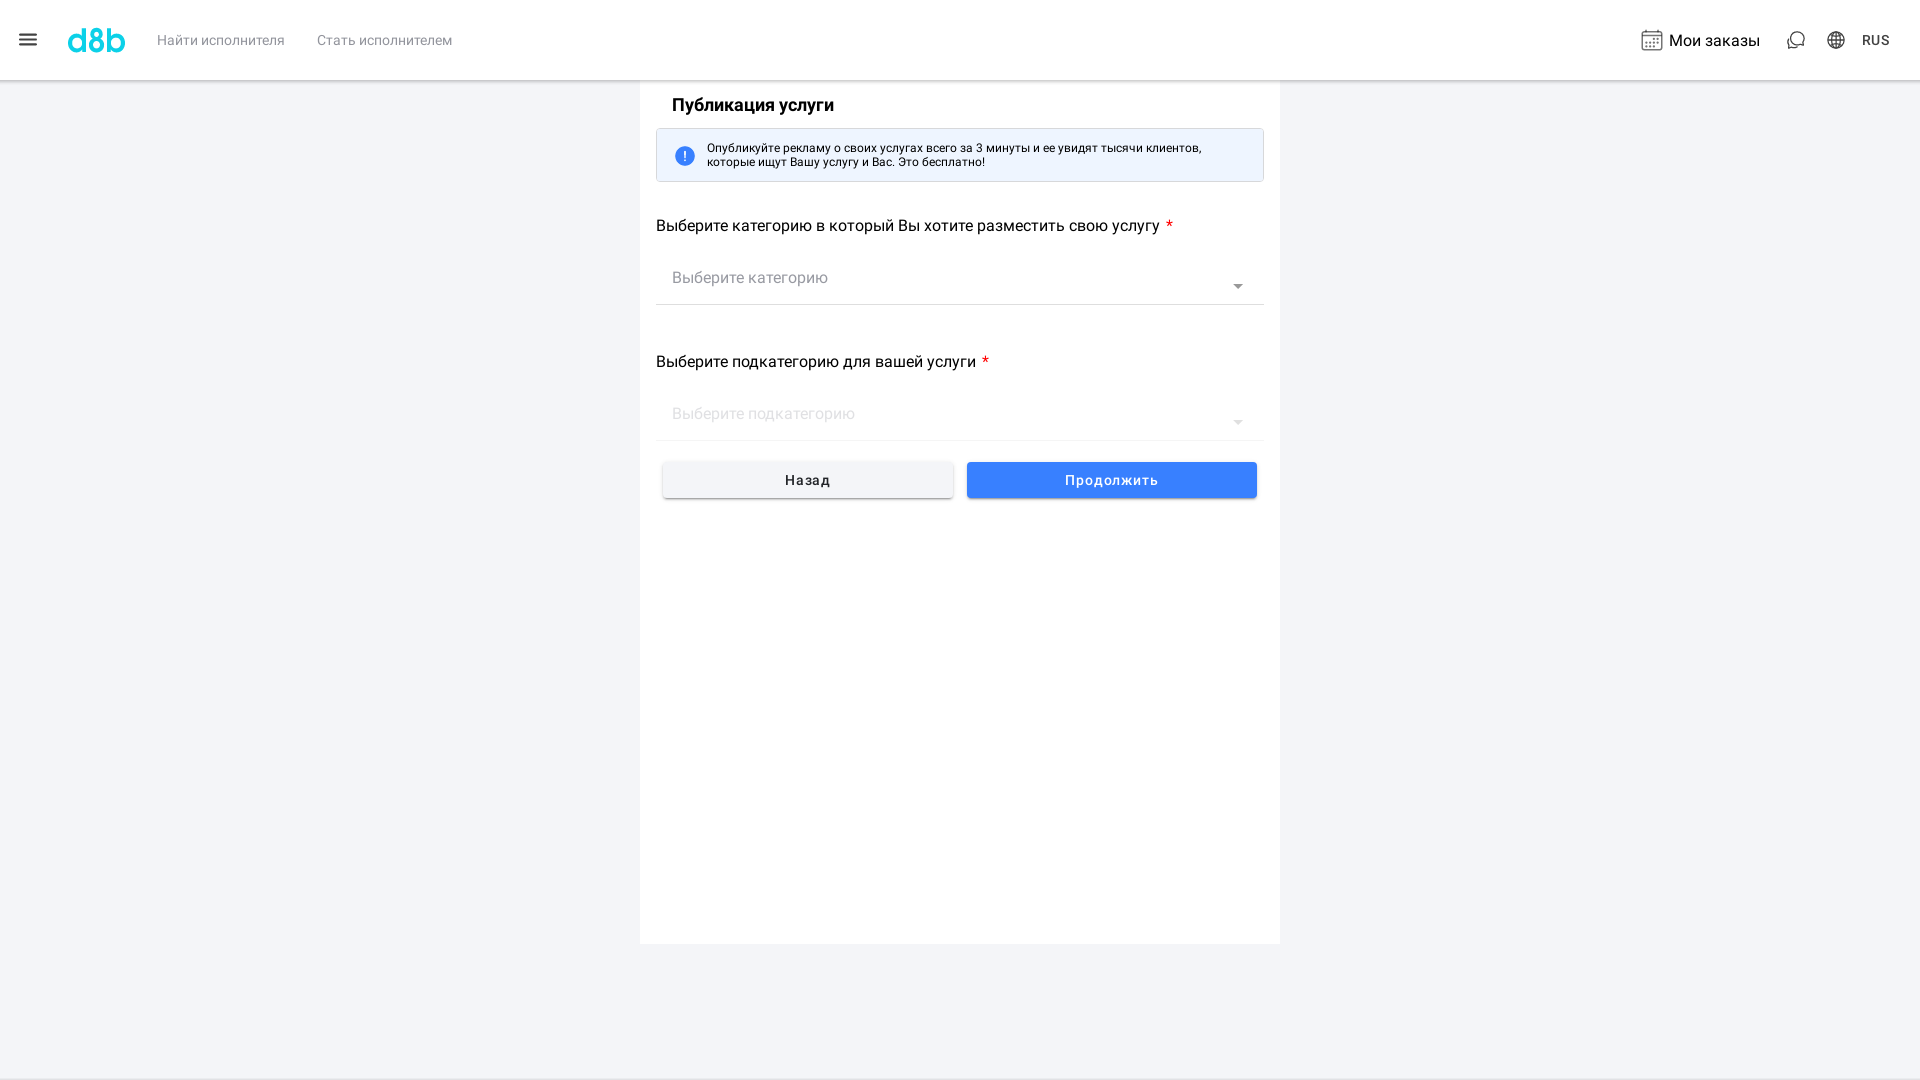 d8b
Найти исполнителя
Стать исполнителем
Мои заказы
RUS
Публикация услуги
Опубликуйте рекламу о своих услугах всего за 3 минуты и ее увидят тысячи клиентов,
которые ищут Вашу услугу и Вас. Это бесплатно!
Выберите категорию в который Вы хотите разместить свою услугу *
Выберите категорию
Выберите подкатегорию для вашей услуги *
Выберите подкатегорию
Назад
Продолжить